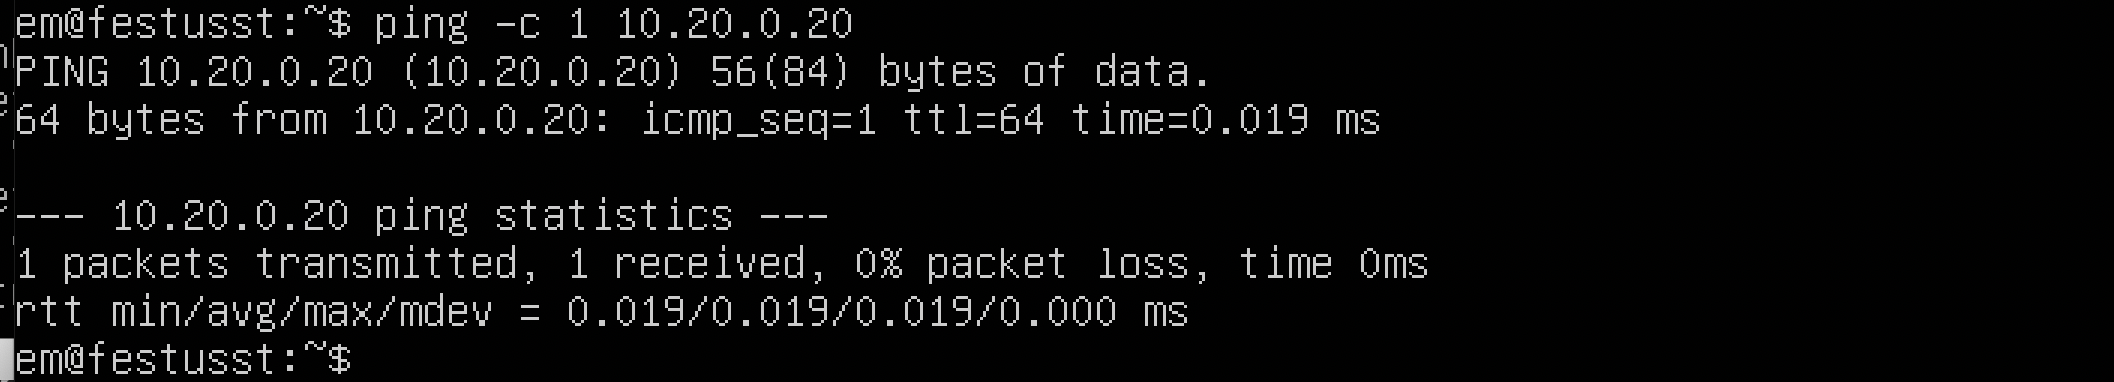 em@festusst:~$ ping -c 1 10.20.0.20
PING 10.20.0.20 (10.20.0.20) 56(84) bytes of data.
64 bytes from 10.20.0.20: icmp_seq=1 ttl=64 time=0.019 ms
--- 10.20.0.20 ping statistics ---
1 packets transmitted, 1 received, 0% packet loss, time 0ms
rtt min/avg/max/mdev = 0.019/0.019/0.019/0.000 ms
em@festusst:~$